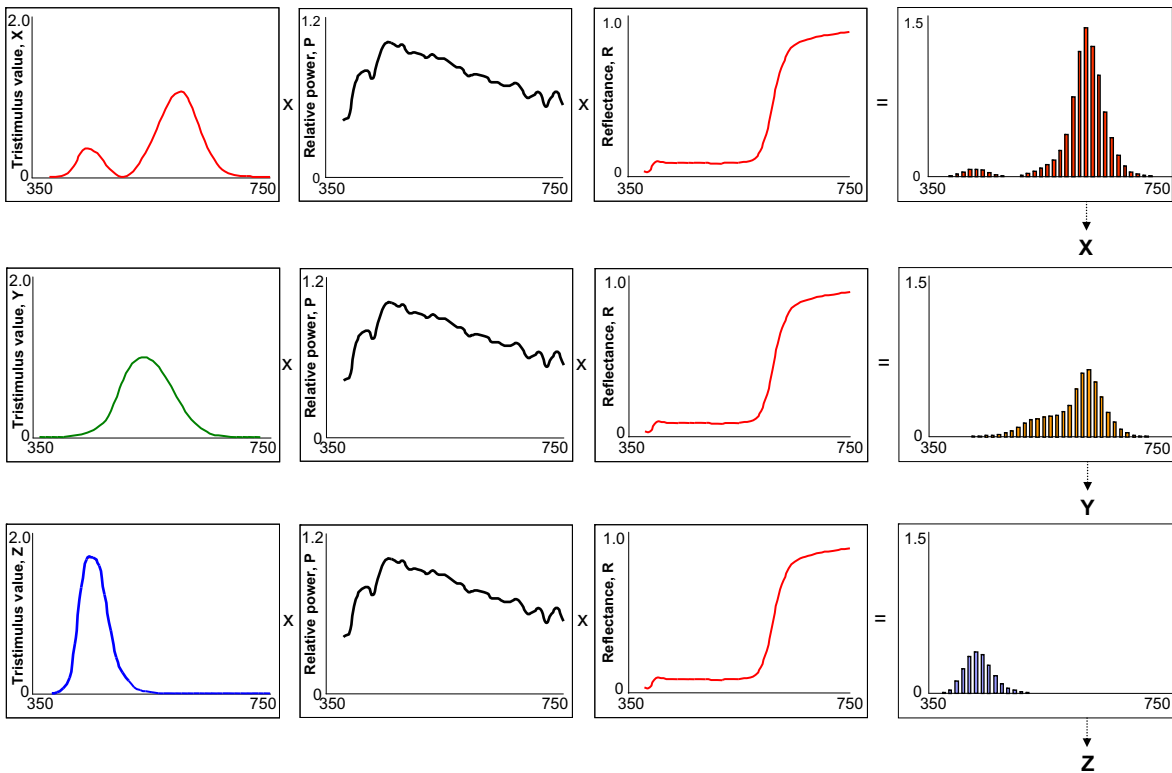 2.0
Tristimulus value, X
0
350
750
x
1.2
Relative power, P
0
350
750
x
1.0
Reflectance, R
0
350
750
=
1.5
0
350
750
X
2.0
Tristimulus value, Y
0
350
750
x
1.2
Relative power, P
0
350
750
x
1.0
Reflectance, R
0
350
750
=
1.5
0
350
750
Y
2.0
Tristimulus value, Z
0
350
750
x
1.2
Relative power, P
0
350
750
x
1.0
Reflectance, R
0
350
750
=
1.5
0
350
750
Z